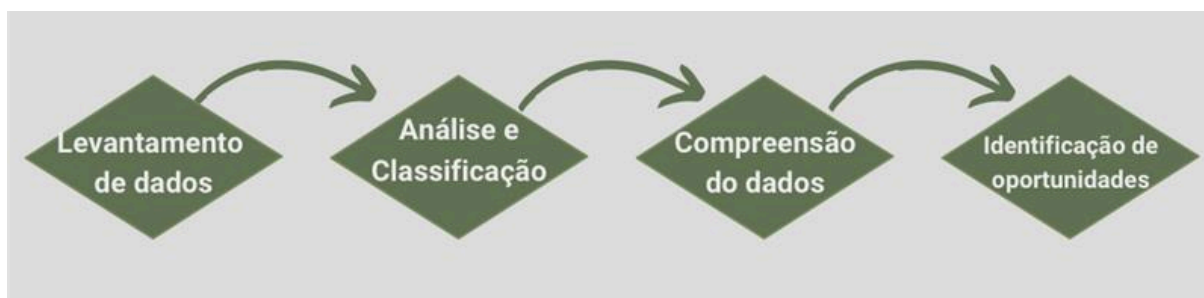 Levantamento
de dados
Análise e
Classificação
Compreensão
do dados
Identificação de
oportunidades